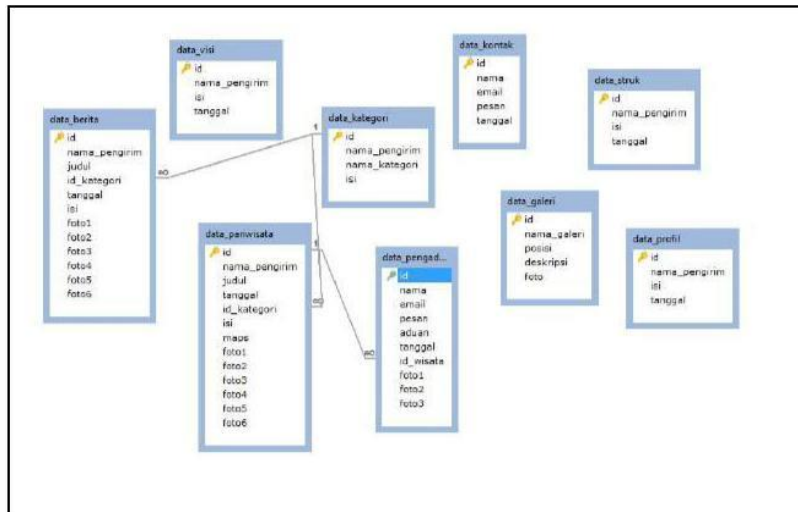 data_visi
id
nama_pengirim
isi
tanggal
data_kontak
id
nama
email
pesan
tanggal
data_struk
id
nama_pengirim
isi
tanggal
data_berita
id
nama_pengirim
judul
id_kategori
tanggal
isi
foto1
foto2
foto3
foto4
foto5
foto6
data_kategori
id
nama_pengirim
nama_kategori
isi
data_galeri
id
nama_galeri
posisi
deskripsi
foto
data_pariwisata
id
nama_pengirim
judul
tanggal
id_kategori
isi
maps
foto1
foto2
foto3
foto4
foto5
foto6
data_pengad...
id
nama
email
pesan
aduan
tanggal
id_wisata
foto1
foto2
foto3
data_profil
id
nama_pengirim
isi
tanggal
1
∞
1
∞
∞